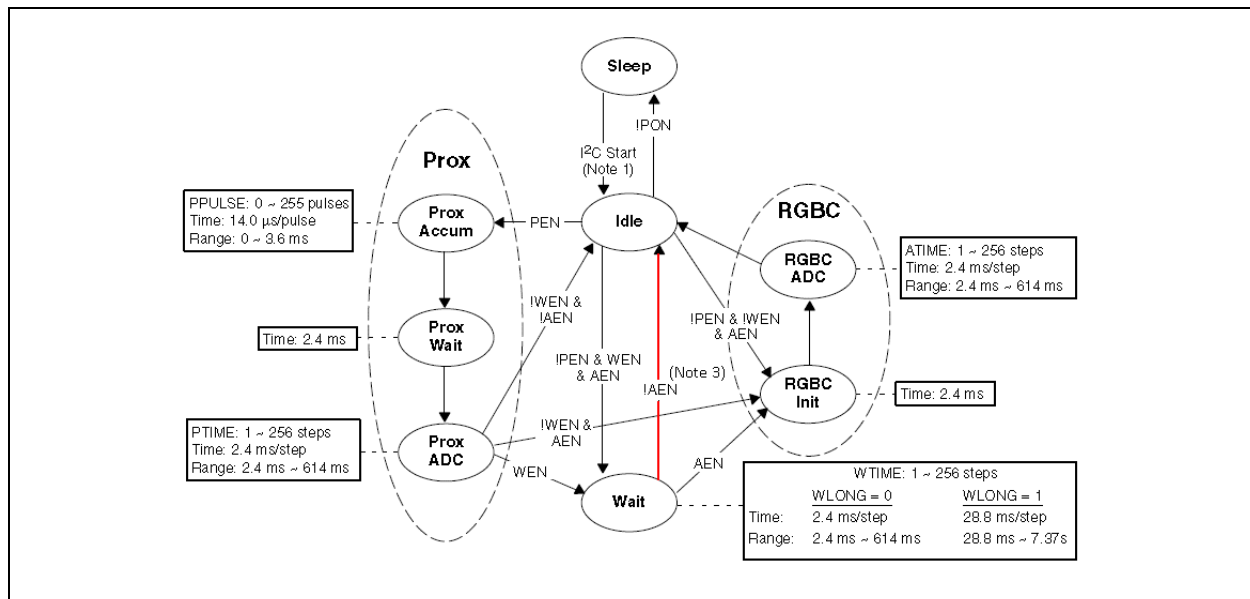 Sleep
!PON
I²C Start
(Note 1)
Prox
RGBC
PPULSE: 0 ~ 255 pulses
Time: 14.0 µs/pulse
Range: 0 ~ 3.6 ms
Prox
Accum
PEN
Idle
RGBC
ADC
ATIME: 1 ~ 256 steps
Time: 2.4 ms/step
Range: 2.4 ms ~ 614 ms
!WEN &
!AEN
!PEN & !WEN
& AEN
Time: 2.4 ms
Prox
Wait
!PEN & WEN
& AEN
!AEN
(Note 3)
RGBC
Init
Time: 2.4 ms
PTIME: 1 ~ 256 steps
Time: 2.4 ms/step
Range: 2.4 ms ~ 614 ms
Prox
ADC
!WEN &
AEN
WEN
AEN
Wait
WTIME: 1 ~ 256 steps
WLONG = 0 WLONG = 1
Time: 2.4 ms/step 28.8 ms/step
Range: 2.4 ms ~ 614 ms 28.8 ms ~ 7.37s